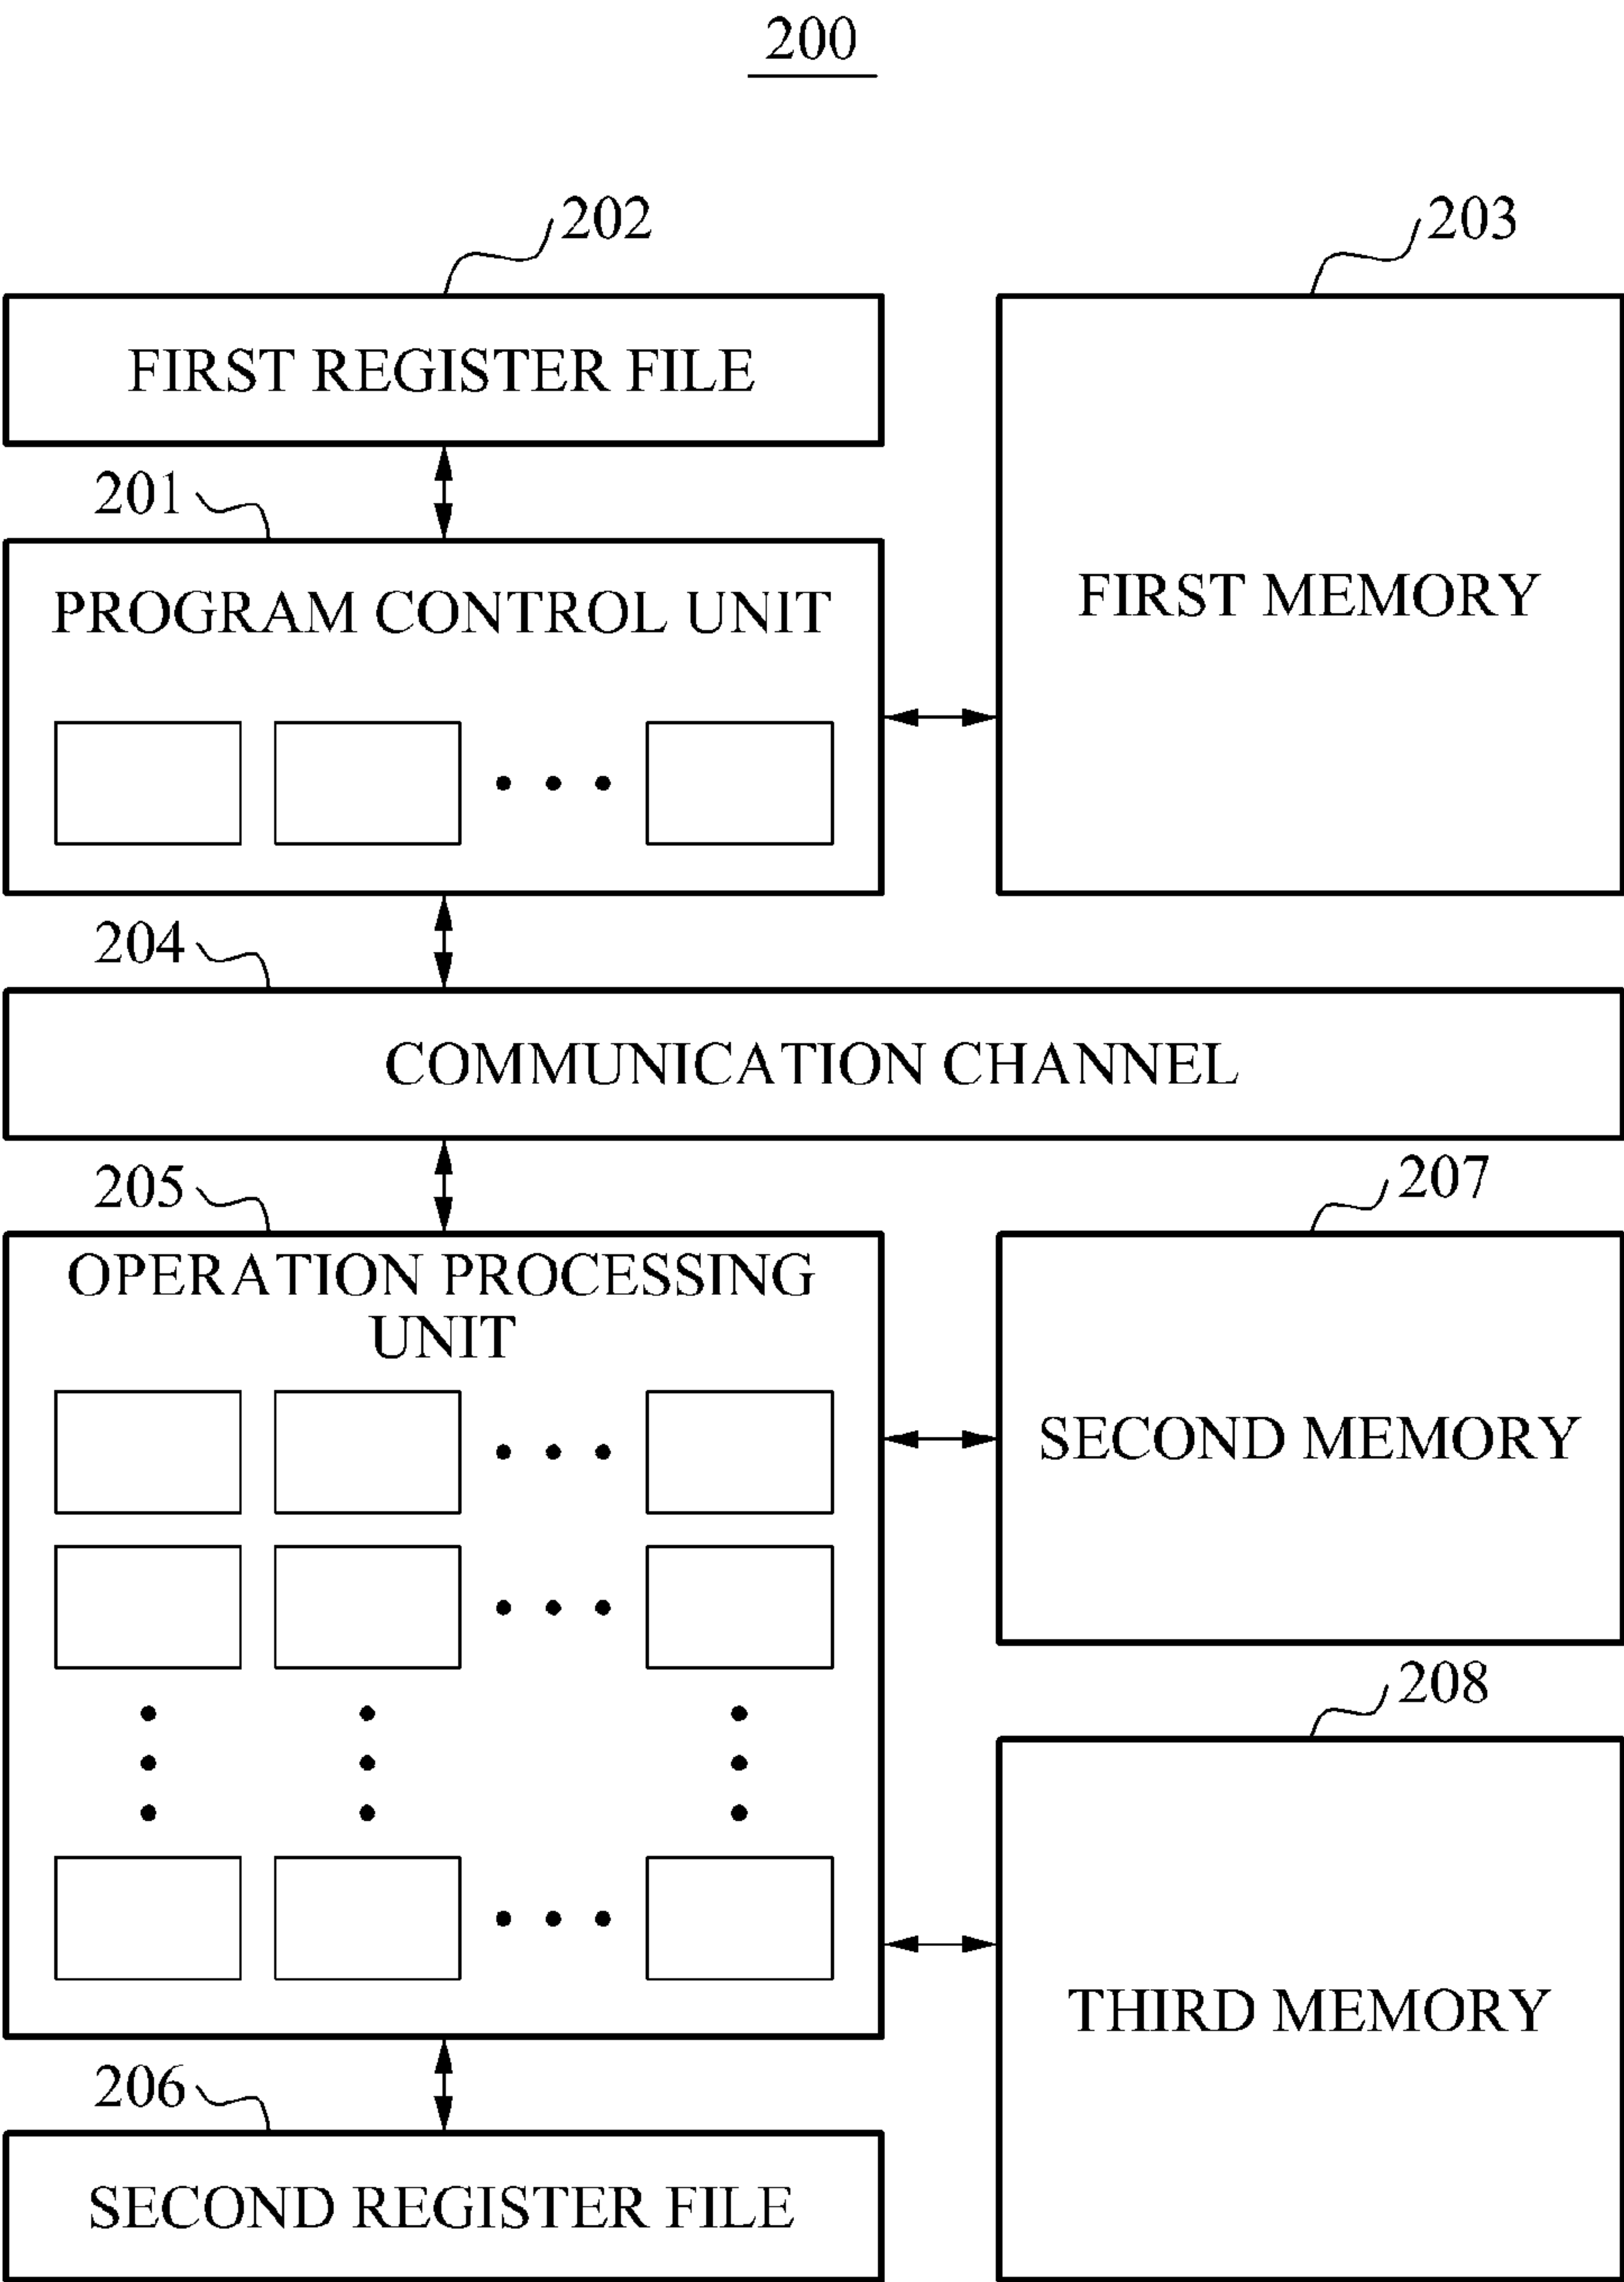 200
202
203
FIRST REGISTER FILE
201
PROGRAM CONTROL UNIT
FIRST MEMORY
204
COMMUNICATION CHANNEL
205
207
OPERATION PROCESSING
UNIT
SECOND MEMORY
208
THIRD MEMORY
206
SECOND REGISTER FILE